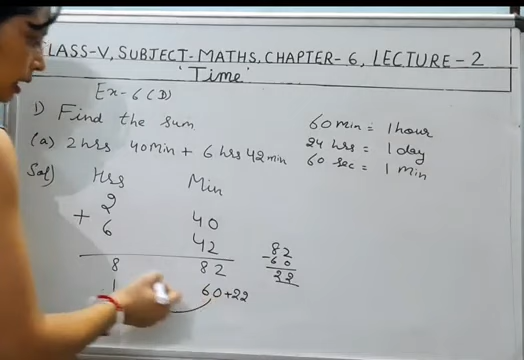 LASS-V, SUBJECT-MATHS, CHAPTER-6, LECTURE-2
'Time'
Ex-6(D)
1) Find the sum
60 min = 1 hour
(a) 2 hrs 40 Min + 6 hrs 42 min
24 hrs = 1 day
60 sec = 1 Min
Sol)
Hrs Min
2 40
+ 6 42
8 82
82
-60
22
1 60+22